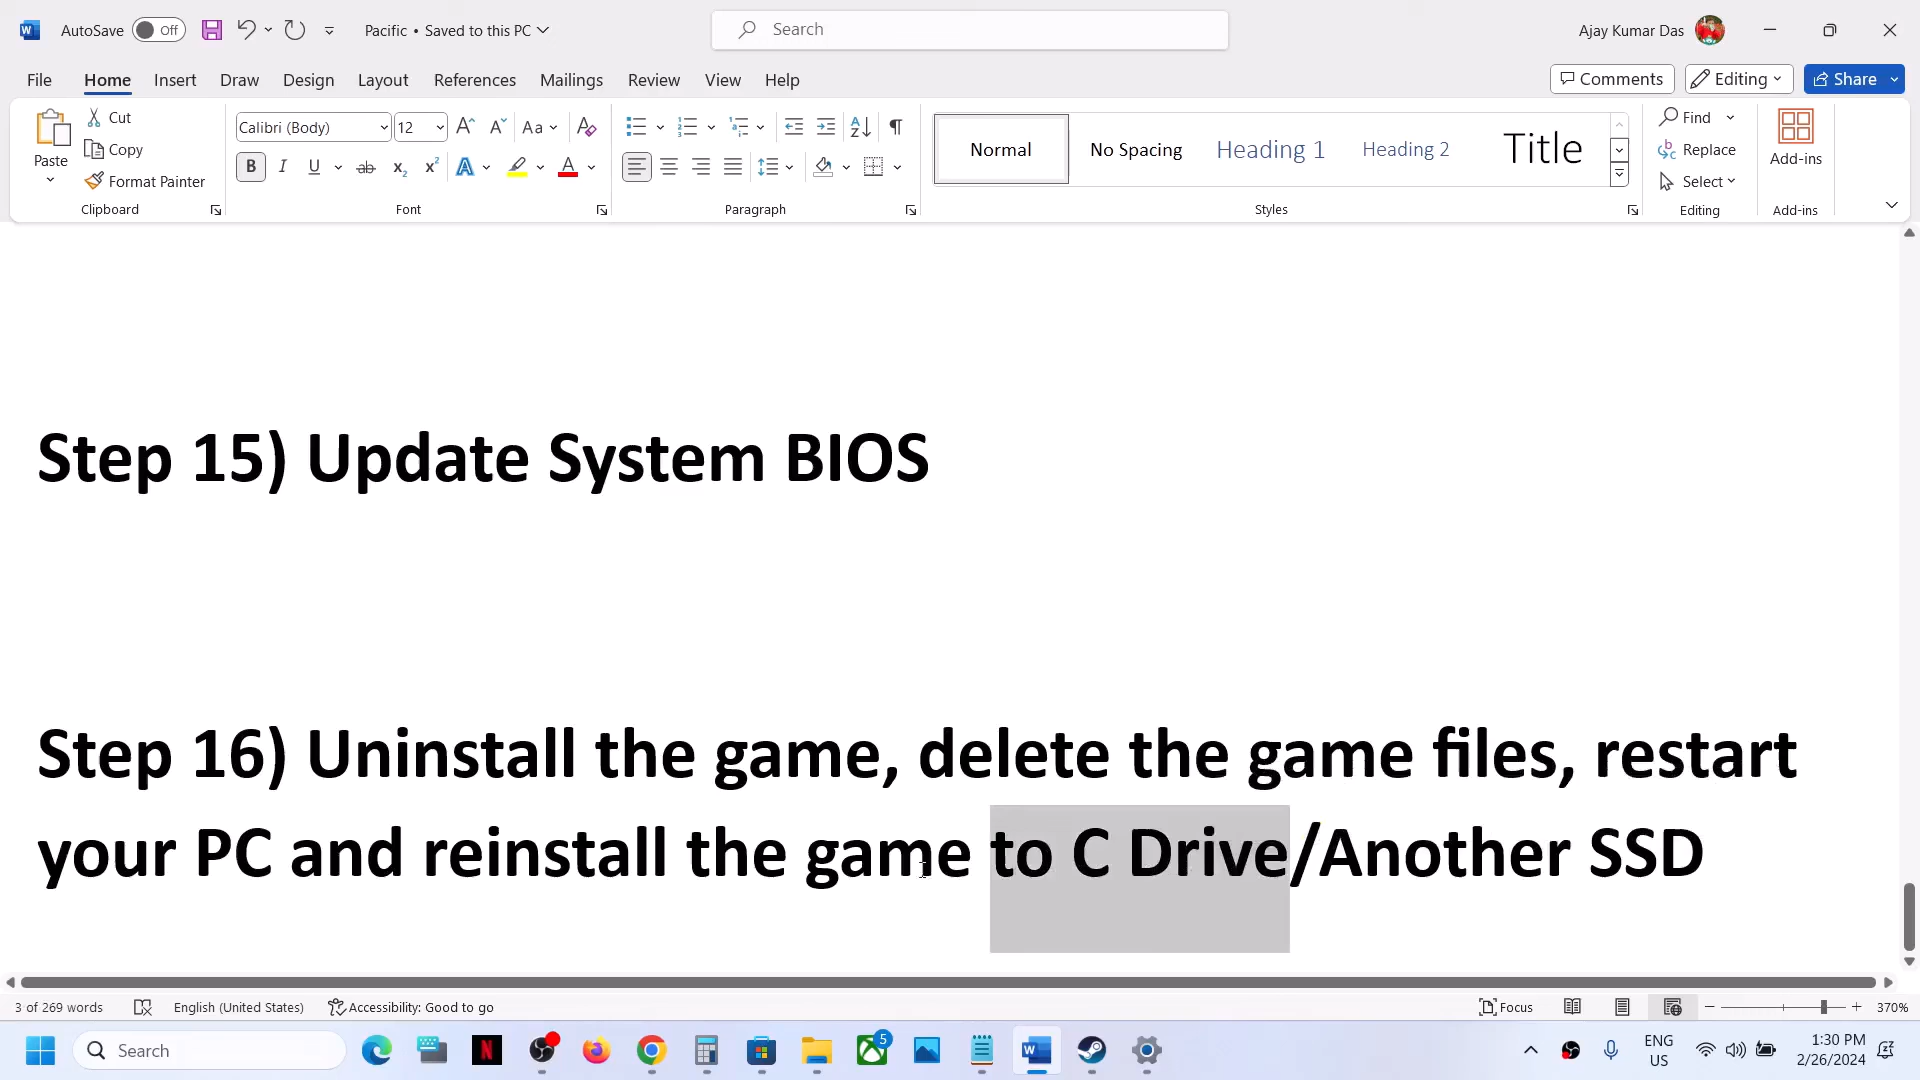 AutoSave Off Pacific • Saved to this PC Search Ajay Kumar Das
File Home Insert Draw Design Layout References Mailings Review View Help Comments Editing Share
Paste Cut Copy Format Painter Clipboard
Calibri (Body) 12 Aa B I U ab x₂ x² A A Font
Paragraph
Normal No Spacing Heading 1 Heading 2 Title Styles
Find Replace Select Editing
Add-ins Add-ins
Step 15) Update System BIOS
Step 16) Uninstall the game, delete the game files, restart
your PC and reinstall the game to C Drive/Another SSD
3 of 269 words English (United States) Accessibility: Good to go Focus 370%
Search 5 ENG US 1:30 PM 2/26/2024